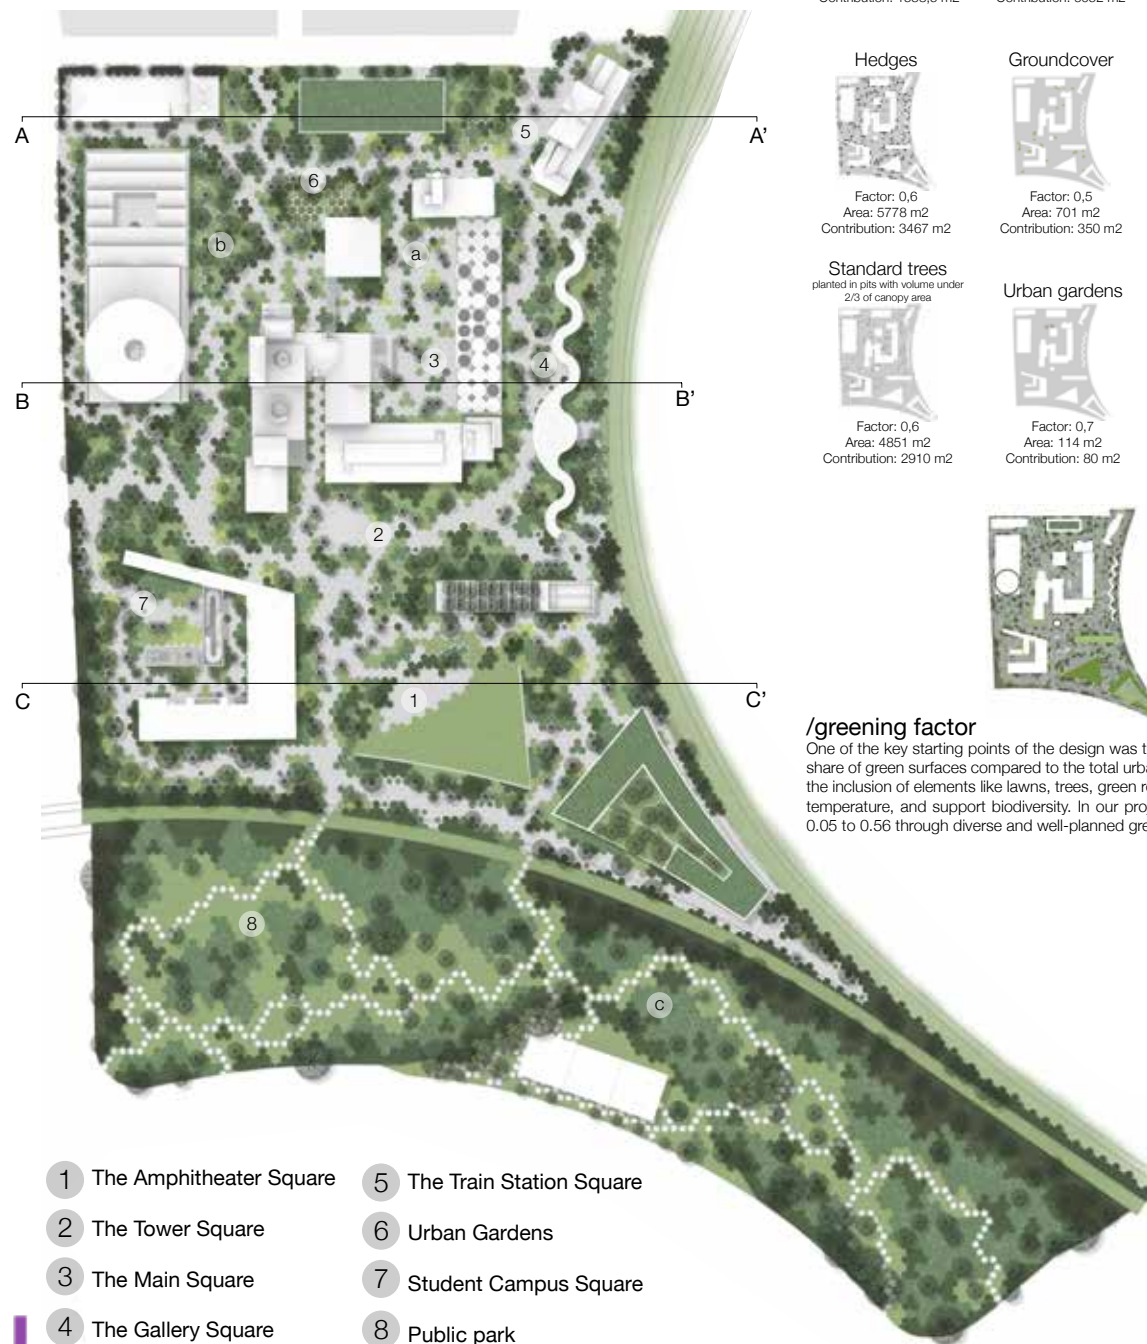 Hedges
Factor: 0,6
Area: 5778 m2
Contribution: 3467 m2
Groundcover
Factor: 0,5
Area: 701 m2
Contribution: 350 m2
Standard trees
planted in pits with volume under
2/3 of canopy area
Factor: 0,6
Area: 4851 m2
Contribution: 2910 m2
Urban gardens
Factor: 0,7
Area: 114 m2
Contribution: 80 m2
A
A'
5
6
b
a
3
4
B
B'
2
7
C
C'
1
8
c
/greening factor
One of the key starting points of the design was
share of green surfaces compared to the total
the inclusion of elements like lawns, trees, green
temperature, and support biodiversity. In our
0.05 to 0.56 through diverse and well-planned
1 The Amphitheater Square
2 The Tower Square
3 The Main Square
4 The Gallery Square
5 The Train Station Square
6 Urban Gardens
7 Student Campus Square
8 Public park